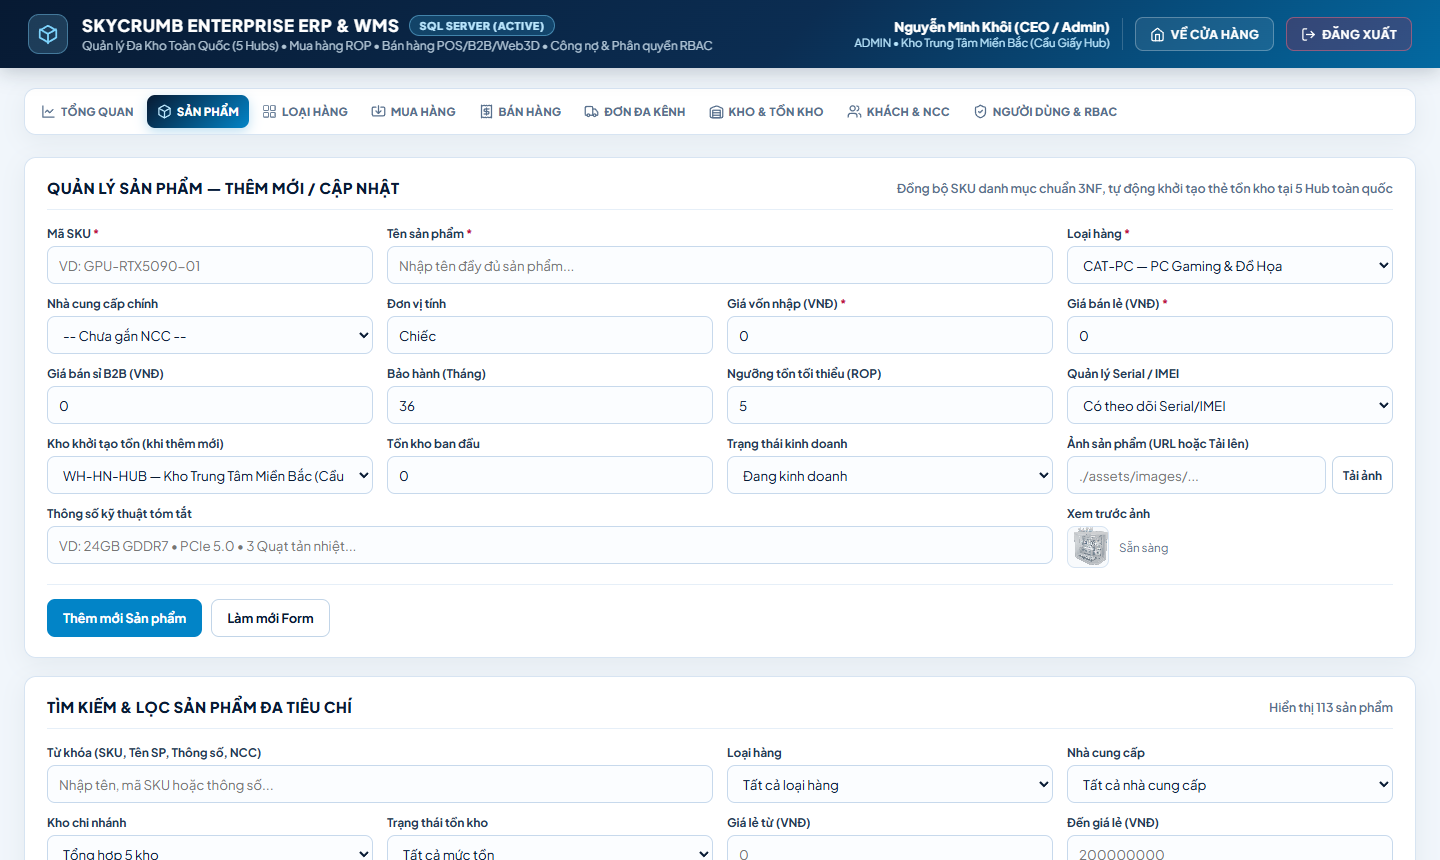 SKYCRUMB ENTERPRISE ERP & WMS
SQL SERVER (ACTIVE)
Quản lý Đa Kho Toàn Quốc (5 Hubs) • Mua hàng ROP • Bán hàng POS/B2B/Web3D • Công nợ & Phân quyền RBAC
Nguyễn Minh Khôi (CEO / Admin)
ADMIN • Kho Trung Tâm Miền Bắc (Cầu Giấy Hub)
VỀ CỬA HÀNG
ĐĂNG XUẤT
TỔNG QUAN
SẢN PHẨM
LOẠI HÀNG
MUA HÀNG
BÁN HÀNG
ĐƠN ĐA KÊNH
KHO & TỒN KHO
KHÁCH & NCC
NGƯỜI DÙNG & RBAC
QUẢN LÝ SẢN PHẨM — THÊM MỚI / CẬP NHẬT
Đồng bộ SKU danh mục chuẩn 3NF, tự động khởi tạo thẻ tồn kho tại 5 Hub toàn quốc
Mã SKU *
Tên sản phẩm *
Loại hàng *
VD: GPU-RTX5090-01
Nhập tên đầy đủ sản phẩm...
CAT-PC — PC Gaming & Đồ Họa
Nhà cung cấp chính
Đơn vị tính
Giá vốn nhập (VNĐ) *
Giá bán lẻ (VNĐ) *
-- Chưa gắn NCC --
Chiếc
0
0
Giá bán sỉ B2B (VNĐ)
Bảo hành (Tháng)
Ngưỡng tồn tối thiểu (ROP)
Quản lý Serial / IMEI
0
36
5
Có theo dõi Serial/IMEI
Kho khởi tạo tồn (khi thêm mới)
Tồn kho ban đầu
Trạng thái kinh doanh
Ảnh sản phẩm (URL hoặc Tải lên)
WH-HN-HUB — Kho Trung Tâm Miền Bắc (Cầu
0
Đang kinh doanh
./assets/images/...
Tải ảnh
Thông số kỹ thuật tóm tắt
Xem trước ảnh
VD: 24GB GDDR7 • PCIe 5.0 • 3 Quạt tản nhiệt...
Sẵn sàng
Thêm mới Sản phẩm
Làm mới Form
TÌM KIẾM & LỌC SẢN PHẨM ĐA TIÊU CHÍ
Hiển thị 113 sản phẩm
Từ khóa (SKU, Tên SP, Thông số, NCC)
Loại hàng
Nhà cung cấp
Nhập tên, mã SKU hoặc thông số...
Tất cả loại hàng
Tất cả nhà cung cấp
Kho chi nhánh
Trạng thái tồn kho
Giá lẻ từ (VNĐ)
Đến giá lẻ (VNĐ)
Tổng hợp 5 kho
Tất cả mức tồn
0
200000000